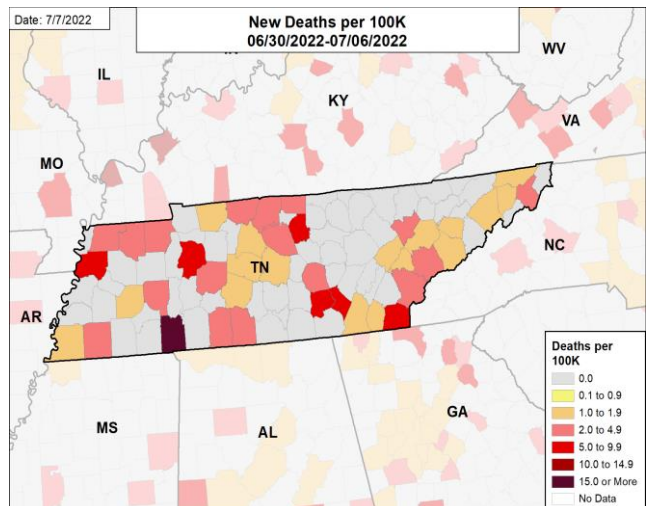 Date: 7/7/2022
New Deaths per 100K
06/30/2022-07/06/2022
WV
IL
KY
VA
MO
NC
TN
AR
MS
AL
GA
Deaths per
100K
0.0
0.1 to 0.9
1.0 to 1.9
2.0 to 4.9
5.0 to 9.9
10.0 to 14.9
15.0 or More
No Data